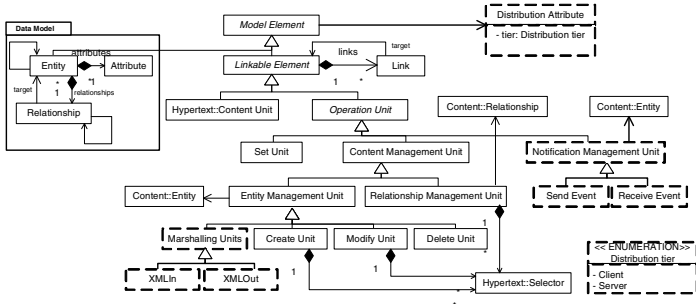 Model Element
Distribution Attribute
- tier: Distribution tier
Data Model
attributes
Entity
Attribute
*1
*
1
target
relationships
Relationship
Linkable Element
links
target
Link
1
*
Hypertext::Content Unit
Operation Unit
Content::Relationship
Content::Entity
Set Unit
Content Management Unit
Notification Management Unit
Content::Entity
Entity Management Unit
Relationship Management Unit
Send Event
Receive Event
1
Marshalling Units
Create Unit
Modify Unit
Delete Unit
*
<< ENUMERATION>>
Distribution tier
- Client
- Server
XMLIn
XMLOut
1
1
Hypertext::Selector
*
*